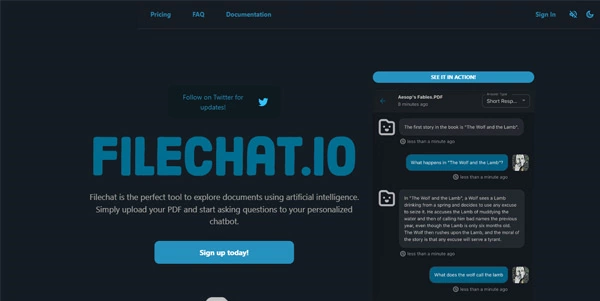 Pricing
FAQ
Documentation
Sign In
Follow on Twitter for
updates!
FILECHAT.IO
Filechat is the perfect tool to explore documents using artificial intelligence.
Simply upload your PDF and start asking questions to your personalized
chatbot.
Sign up today!
SEE IT IN ACTION!
Aesop's Fables.PDF
8 minutes ago
Answer Type
Short Resp...
The first story in the book is "The Wolf and the Lamb".
less than a minute ago
What happens in "The Wolf and the Lamb"?
less than a minute ago
In "The Wolf and the Lamb", a Wolf sees a Lamb
drinking from a spring and decides to use any excuse
to seize it. He accuses the Lamb of muddying the
water and then of calling him bad names the previous
year, even though the Lamb is only six months old.
The Wolf then rushes upon the Lamb, and the moral of
the story is that any excuse will serve a tyrant.
less than a minute ago
What does the wolf call the lamb
less than a minute ago